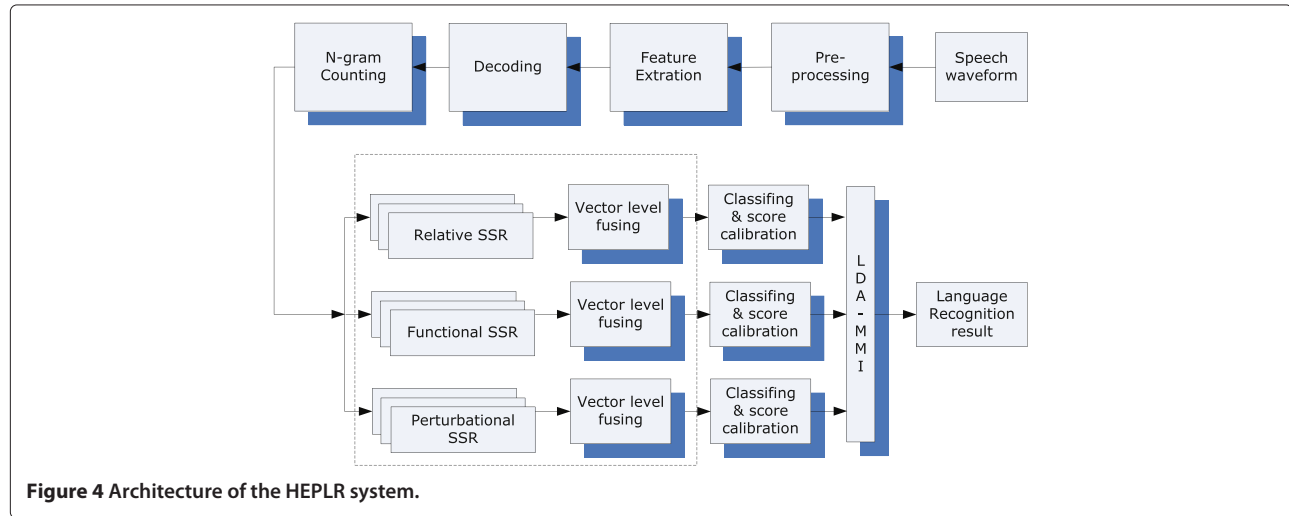 N-gram
Counting
Decoding
Feature
Extration
Pre-
processing
Speech
waveform
Relative SSR
Vector level
fusing
Classifing
& score
calibration
Functional SSR
Vector level
fusing
Classifing
& score
calibration
Perturbational
SSR
Vector level
fusing
Classifing
& score
calibration
L
D
A
-
M
M
I
Language
Recognition
result
Figure 4 Architecture of the HEPLR system.